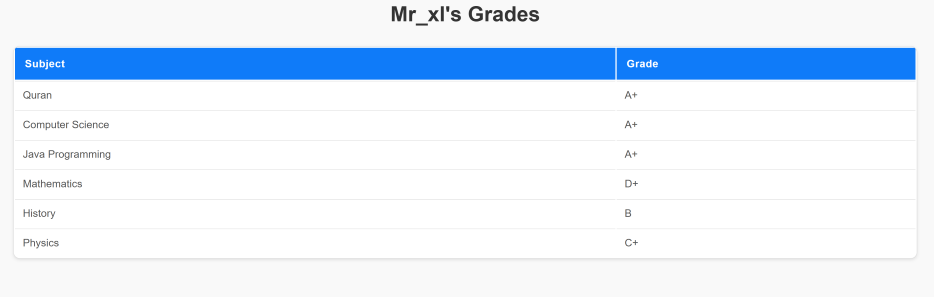 Mr_xl's Grades
Subject Grade
Quran A+
Computer Science A+
Java Programming A+
Mathematics D+
History B
Physics C+